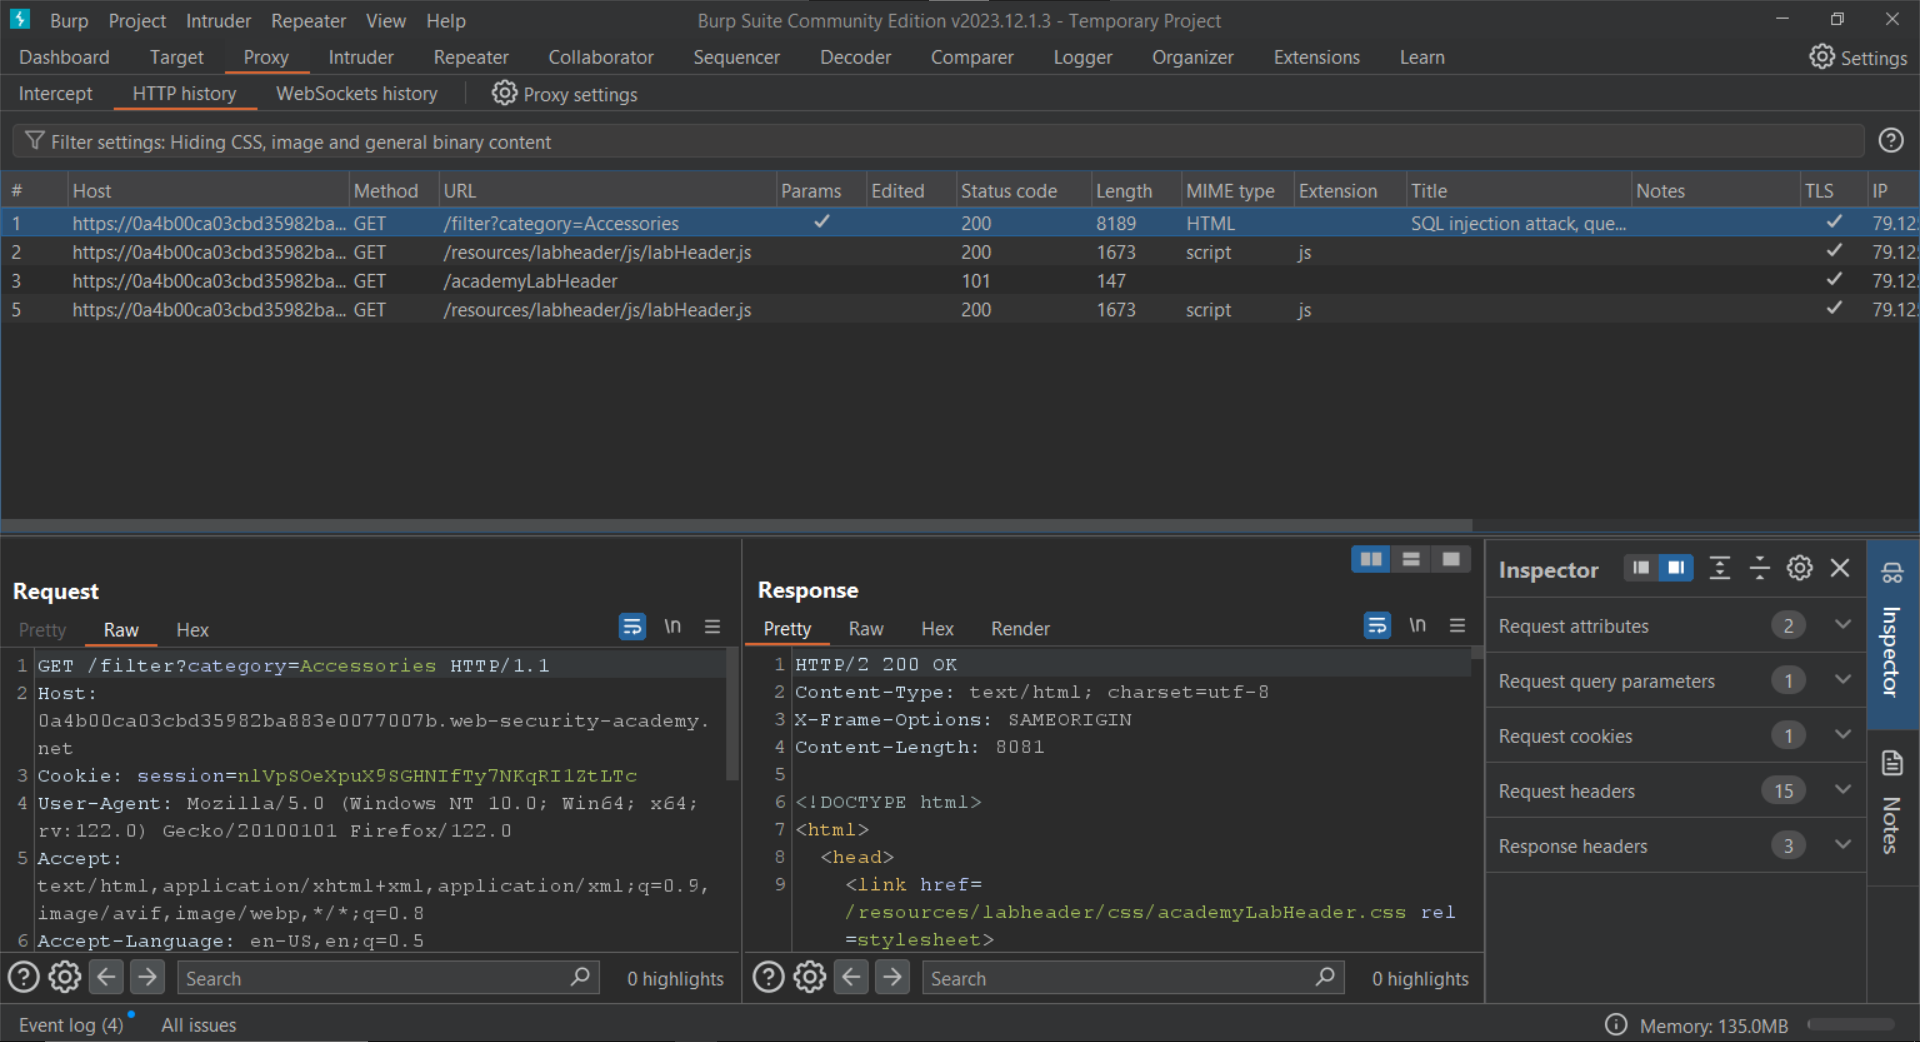 Burp Project Intruder Repeater View Help Burp Suite Community Edition v2023.12.1.3 - Temporary Project
Dashboard Target Proxy Intruder Repeater Collaborator Sequencer Decoder Comparer Logger Organizer Extensions Learn Settings
Intercept HTTP history WebSockets history Proxy settings
Filter settings: Hiding CSS, image and general binary content
# Host Method URL Params Edited Status code Length MIME type Extension Title Notes TLS IP
1 https://0a4b00ca03cbd35982ba... GET /filter?category=Accessories ✓ 200 8189 HTML SQL injection attack, que... ✓ 79.12
2 https://0a4b00ca03cbd35982ba... GET /resources/labheader/js/labHeader.js 200 1673 script js ✓ 79.12
3 https://0a4b00ca03cbd35982ba... GET /academyLabHeader 101 147 ✓ 79.12
5 https://0a4b00ca03cbd35982ba... GET /resources/labheader/js/labHeader.js 200 1673 script js ✓ 79.12
Request
Pretty Raw Hex \n
1 GET /filter?category=Accessories HTTP/1.1
2 Host:
0a4b00ca03cbd35982ba883e0077007b.web-security-academy.
net
3 Cookie: session=nlVpSOeXpuX9SGHNIfTy7NKqRI1ZtLTc
4 User-Agent: Mozilla/5.0 (Windows NT 10.0; Win64; x64;
rv:122.0) Gecko/20100101 Firefox/122.0
5 Accept:
text/html,application/xhtml+xml,application/xml;q=0.9,
image/avif,image/webp,*/*;q=0.8
6 Accept-Language: en-US,en;q=0.5
Search 0 highlights
Response
Pretty Raw Hex Render \n
1 HTTP/2 200 OK
2 Content-Type: text/html; charset=utf-8
3 X-Frame-Options: SAMEORIGIN
4 Content-Length: 8081
5
6 <!DOCTYPE html>
7 <html>
8 <head>
9 <link href=
/resources/labheader/css/academyLabHeader.css rel
=stylesheet>
Search 0 highlights
Inspector
Request attributes 2
Request query parameters 1
Request cookies 1
Request headers 15
Response headers 3
Inspector
Notes
Event log (4) All issues Memory: 135.0MB